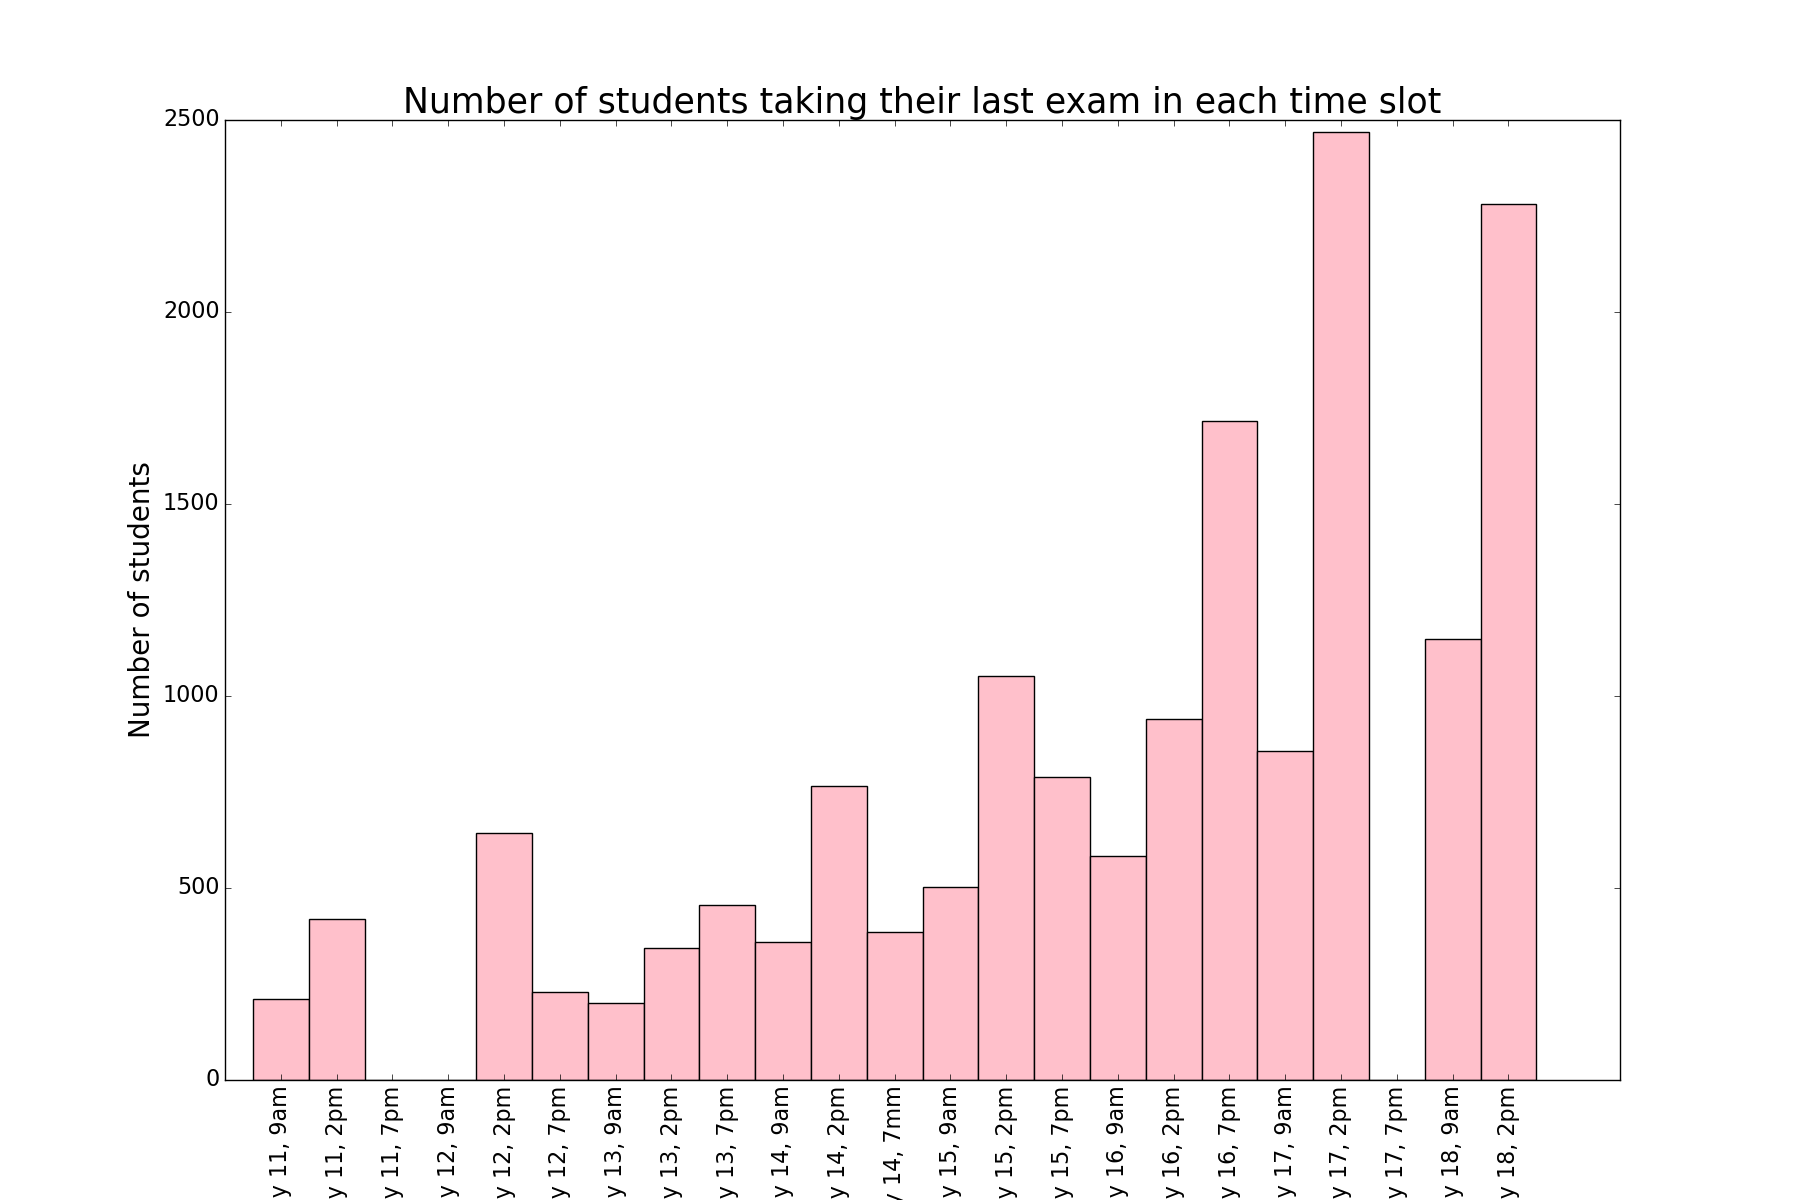 Number of students taking their last exam in each time slot
Number of students
2500
2000
1500
1000
500
0
y 11, 9am
y 11, 2pm
y 11, 7pm
y 12, 9am
y 12, 2pm
y 12, 7pm
y 13, 9am
y 13, 2pm
y 13, 7pm
y 14, 9am
y 14, 2pm
y 14, 7mm
y 15, 9am
y 15, 2pm
y 15, 7pm
y 16, 9am
y 16, 2pm
y 16, 7pm
y 17, 9am
y 17, 2pm
y 17, 7pm
y 18, 9am
y 18, 2pm